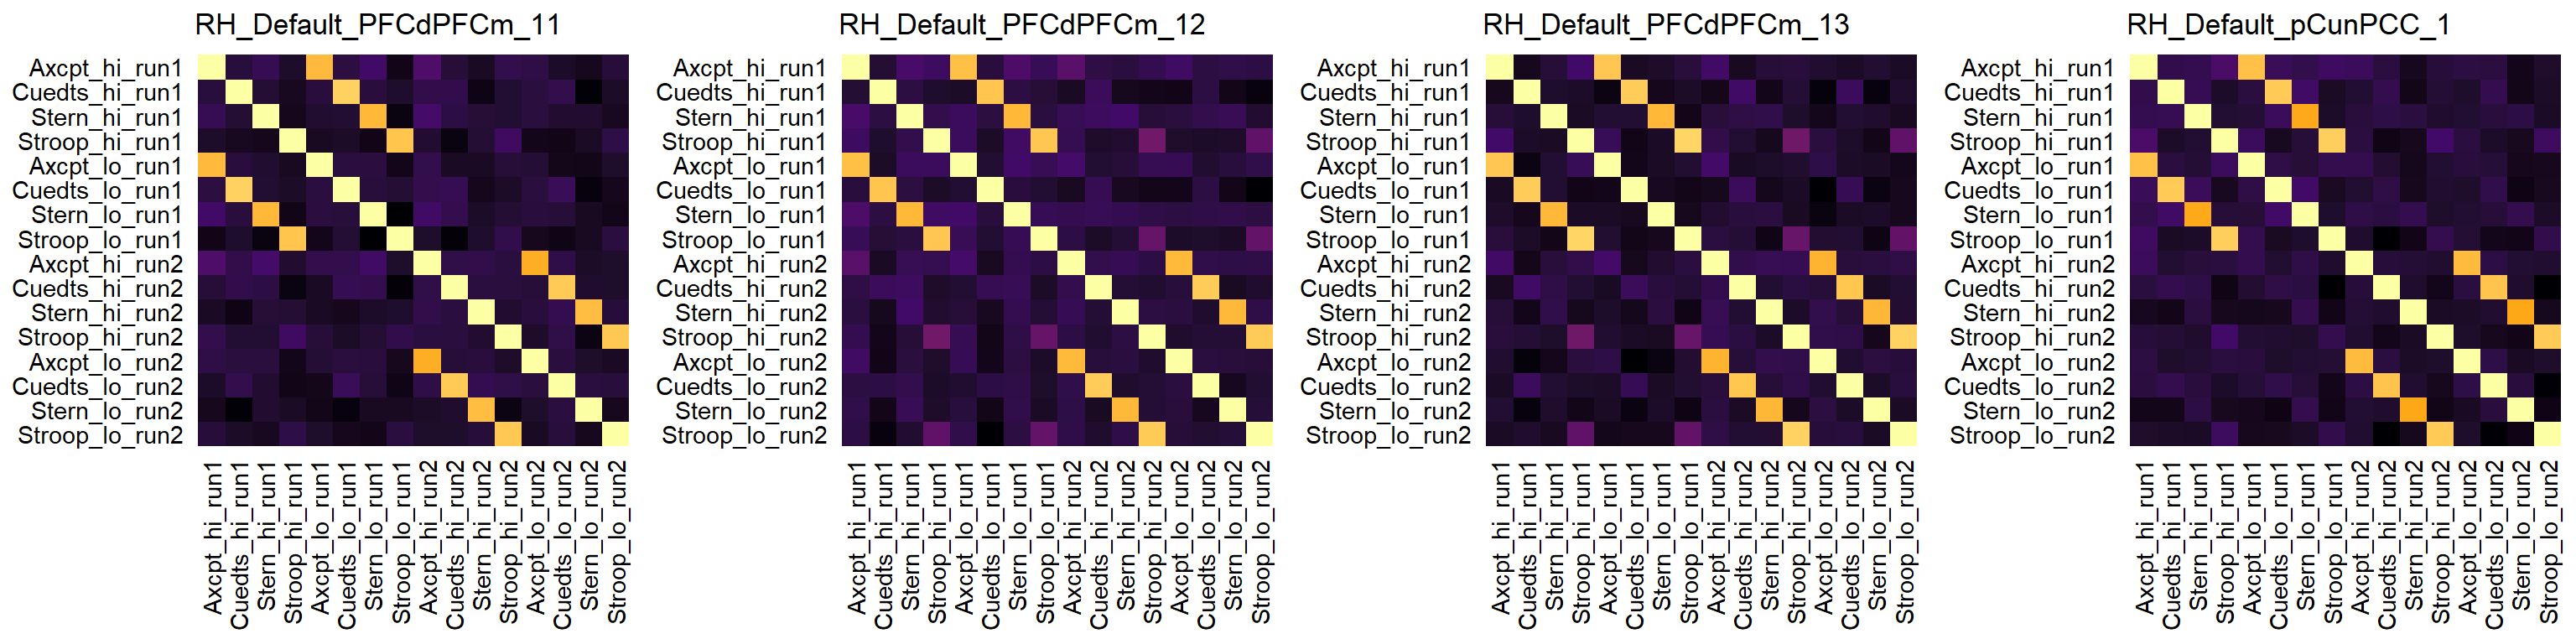 RH_Default_PFCdPFCm_11
Axcpt_hi_run1
Cuedts_hi_run1
Stern_hi_run1
Stroop_hi_run1
Axcpt_lo_run1
Cuedts_lo_run1
Stern_lo_run1
Stroop_lo_run1
Axcpt_hi_run2
Cuedts_hi_run2
Stern_hi_run2
Stroop_hi_run2
Axcpt_lo_run2
Cuedts_lo_run2
Stern_lo_run2
Stroop_lo_run2
Axcpt_hi_run1
Cuedts_hi_run1
Stern_hi_run1
Stroop_hi_run1
Axcpt_lo_run1
Cuedts_lo_run1
Stern_lo_run1
Stroop_lo_run1
Axcpt_hi_run2
Cuedts_hi_run2
Stern_hi_run2
Stroop_hi_run2
Axcpt_lo_run2
Cuedts_lo_run2
Stern_lo_run2
Stroop_lo_run2
RH_Default_PFCdPFCm_12
Axcpt_hi_run1
Cuedts_hi_run1
Stern_hi_run1
Stroop_hi_run1
Axcpt_lo_run1
Cuedts_lo_run1
Stern_lo_run1
Stroop_lo_run1
Axcpt_hi_run2
Cuedts_hi_run2
Stern_hi_run2
Stroop_hi_run2
Axcpt_lo_run2
Cuedts_lo_run2
Stern_lo_run2
Stroop_lo_run2
Axcpt_hi_run1
Cuedts_hi_run1
Stern_hi_run1
Stroop_hi_run1
Axcpt_lo_run1
Cuedts_lo_run1
Stern_lo_run1
Stroop_lo_run1
Axcpt_hi_run2
Cuedts_hi_run2
Stern_hi_run2
Stroop_hi_run2
Axcpt_lo_run2
Cuedts_lo_run2
Stern_lo_run2
Stroop_lo_run2
RH_Default_PFCdPFCm_13
Axcpt_hi_run1
Cuedts_hi_run1
Stern_hi_run1
Stroop_hi_run1
Axcpt_lo_run1
Cuedts_lo_run1
Stern_lo_run1
Stroop_lo_run1
Axcpt_hi_run2
Cuedts_hi_run2
Stern_hi_run2
Stroop_hi_run2
Axcpt_lo_run2
Cuedts_lo_run2
Stern_lo_run2
Stroop_lo_run2
Axcpt_hi_run1
Cuedts_hi_run1
Stern_hi_run1
Stroop_hi_run1
Axcpt_lo_run1
Cuedts_lo_run1
Stern_lo_run1
Stroop_lo_run1
Axcpt_hi_run2
Cuedts_hi_run2
Stern_hi_run2
Stroop_hi_run2
Axcpt_lo_run2
Cuedts_lo_run2
Stern_lo_run2
Stroop_lo_run2
RH_Default_pCunPCC_1
Axcpt_hi_run1
Cuedts_hi_run1
Stern_hi_run1
Stroop_hi_run1
Axcpt_lo_run1
Cuedts_lo_run1
Stern_lo_run1
Stroop_lo_run1
Axcpt_hi_run2
Cuedts_hi_run2
Stern_hi_run2
Stroop_hi_run2
Axcpt_lo_run2
Cuedts_lo_run2
Stern_lo_run2
Stroop_lo_run2
Axcpt_hi_run1
Cuedts_hi_run1
Stern_hi_run1
Stroop_hi_run1
Axcpt_lo_run1
Cuedts_lo_run1
Stern_lo_run1
Stroop_lo_run1
Axcpt_hi_run2
Cuedts_hi_run2
Stern_hi_run2
Stroop_hi_run2
Axcpt_lo_run2
Cuedts_lo_run2
Stern_lo_run2
Stroop_lo_run2